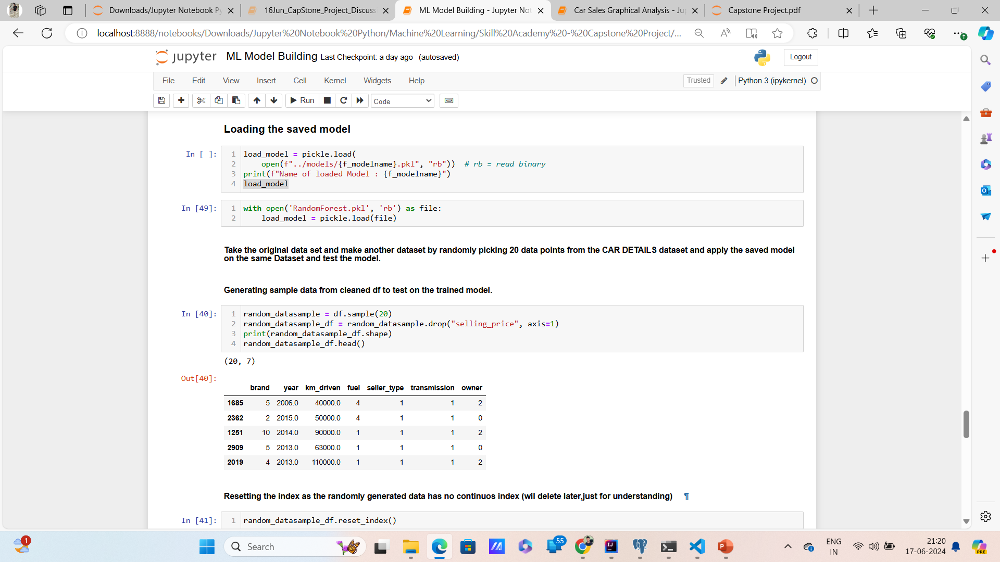 Downloads/Jupyter Notebook Py
16Jun_CapStone_Project_Discuss
ML Model Building - Jupyter Not
Car Sales Graphical Analysis - Ju
Capstone Project.pdf
localhost:8888/notebooks/Downloads/Jupyter%20Notebook%20Python/Machine%20Learning/Skill%20Academy%20-%20Capstone%20Project/...
jupyter ML Model Building Last Checkpoint: a day ago (autosaved)
Logout
File Edit View Insert Cell Kernel Widgets Help
Trusted Python 3 (ipykernel)
Run Code
Loading the saved model
In [ ]:
1 load_model = pickle.load(
2 open(f"../models/{f_modelname}.pkl", "rb")) # rb = read binary
3 print(f"Name of loaded Model : {f_modelname}")
4 load_model
In [49]:
1 with open('RandomForest.pkl', 'rb') as file:
2 load_model = pickle.load(file)
Take the original data set and make another dataset by randomly picking 20 data points from the CAR DETAILS dataset and apply the saved model
on the same Dataset and test the model.
Generating sample data from cleaned df to test on the trained model.
In [40]:
1 random_datasample = df.sample(20)
2 random_datasample_df = random_datasample.drop("selling_price", axis=1)
3 print(random_datasample_df.shape)
4 random_datasample_df.head()
(20, 7)
Out[40]:
brand year km_driven fuel seller_type transmission owner
1685 5 2006.0 40000.0 4 1 1 2
2362 2 2015.0 50000.0 4 1 1 0
1251 10 2014.0 90000.0 1 1 1 2
2909 5 2013.0 63000.0 1 1 1 0
2019 4 2013.0 110000.0 1 1 1 2
Resetting the index as the randomly generated data has no continuos index (wil delete later,just for understanding) ¶
In [41]:
1 random_datasample_df.reset_index()
1
Search
55
IJ
P
ENG
IN
21:20
17-06-2024
PRE